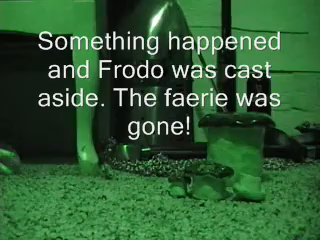 Something happened
and Frodo was cast
aside. The faerie was
gone!